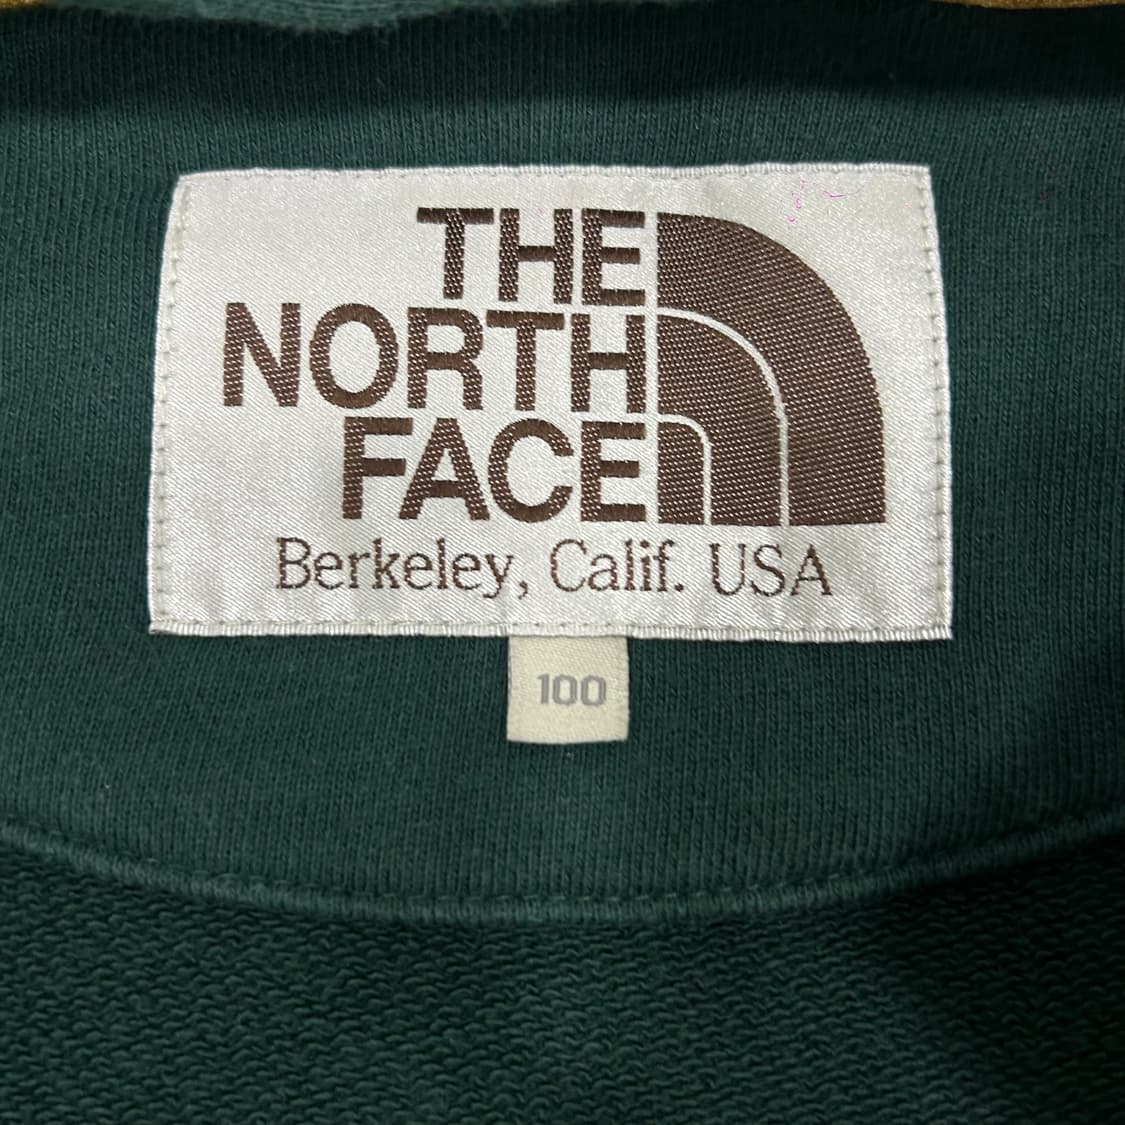 THE
NORTH
FACE
Berkeley, Calif. USA
100